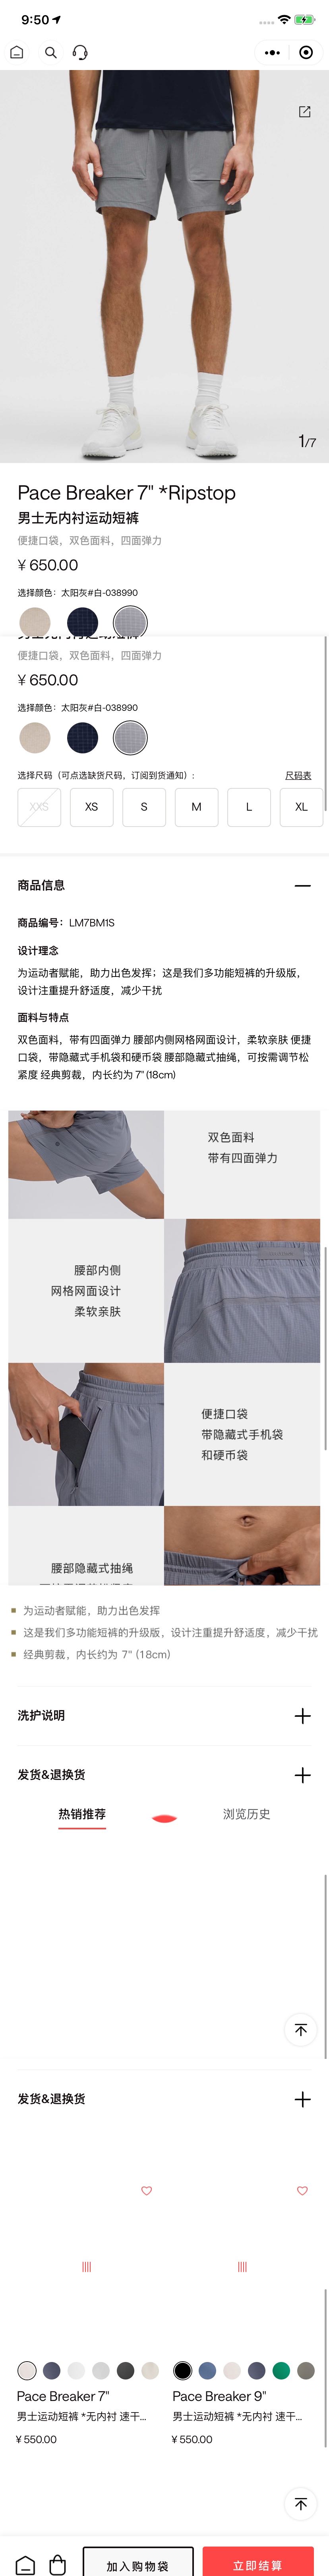 9:50
1/7
Pace Breaker 7" *Ripstop
男士无内衬运动短裤
便捷口袋，双色面料，四面弹力
¥ 650.00
选择颜色：太阳灰#白-038990
便捷口袋，双色面料，四面弹力
¥ 650.00
选择颜色：太阳灰#白-038990
选择尺码（可点选缺货尺码，订阅到货通知）：
尺码表
XXS
XS
S
M
L
XL
商品信息
商品编号：LM7BM1S
设计理念
为运动者赋能，助力出色发挥；这是我们多功能短裤的升级版，
设计注重提升舒适度，减少干扰
面料与特点
双色面料，带有四面弹力 腰部内侧网格网面设计，柔软亲肤 便捷
口袋，带隐藏式手机袋和硬币袋 腰部隐藏式抽绳，可按需调节松
紧度 经典剪裁，内长约为 7" (18cm)
双色面料
带有四面弹力
腰部内侧
网格网面设计
柔软亲肤
便捷口袋
带隐藏式手机袋
和硬币袋
腰部隐藏式抽绳
为运动者赋能，助力出色发挥
这是我们多功能短裤的升级版，设计注重提升舒适度，减少干扰
经典剪裁，内长约为 7" (18cm)
洗护说明
发货&退换货
热销推荐
浏览历史
发货&退换货
Pace Breaker 7"
男士运动短裤 *无内衬 速干...
¥ 550.00
Pace Breaker 9"
男士运动短裤 *无内衬 速干...
¥ 550.00
加入购物袋
立即结算